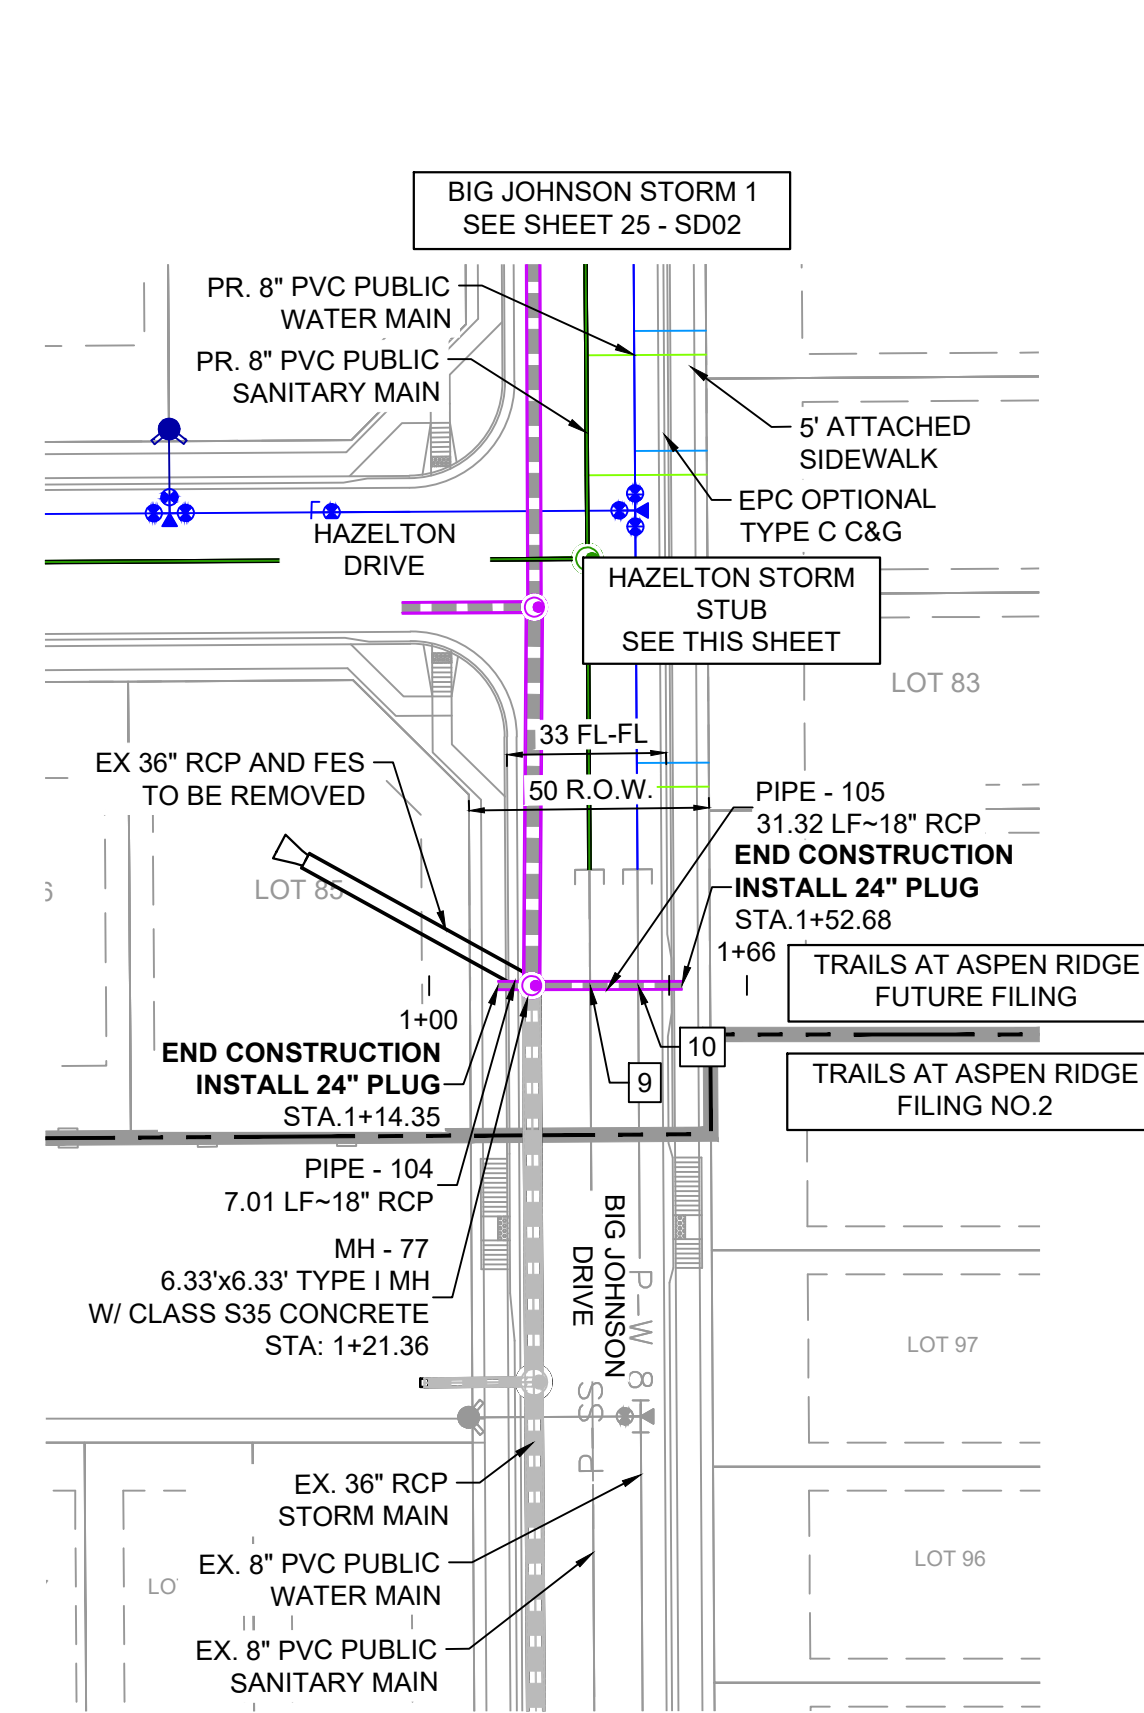 BIG JOHNSON STORM 1
SEE SHEET 25 - SD02
PR. 8" PVC PUBLIC
WATER MAIN
PR. 8" PVC PUBLIC
SANITARY MAIN
5' ATTACHED
SIDEWALK
EPC OPTIONAL
TYPE C C&G
HAZELTON
DRIVE
HAZELTON STORM
STUB
SEE THIS SHEET
LOT 83
33 FL-FL
50 R.O.W.
EX 36" RCP AND FES
TO BE REMOVED
PIPE - 105
31.32 LF~18" RCP
END CONSTRUCTION
INSTALL 24" PLUG
STA.1+52.68
1+66
LOT 85
6
TRAILS AT ASPEN RIDGE
FUTURE FILING
1+00
END CONSTRUCTION
INSTALL 24" PLUG
STA.1+14.35
10
9
TRAILS AT ASPEN RIDGE
FILING NO.2
PIPE - 104
7.01 LF~18" RCP
MH - 77
6.33'x6.33' TYPE I MH
W/ CLASS S35 CONCRETE
STA: 1+21.36
BIG JOHNSON
DRIVE
P-W 8
SS P
LOT 97
EX. 36" RCP
STORM MAIN
EX. 8" PVC PUBLIC
WATER MAIN
LOT 96
LO
EX. 8" PVC PUBLIC
SANITARY MAIN